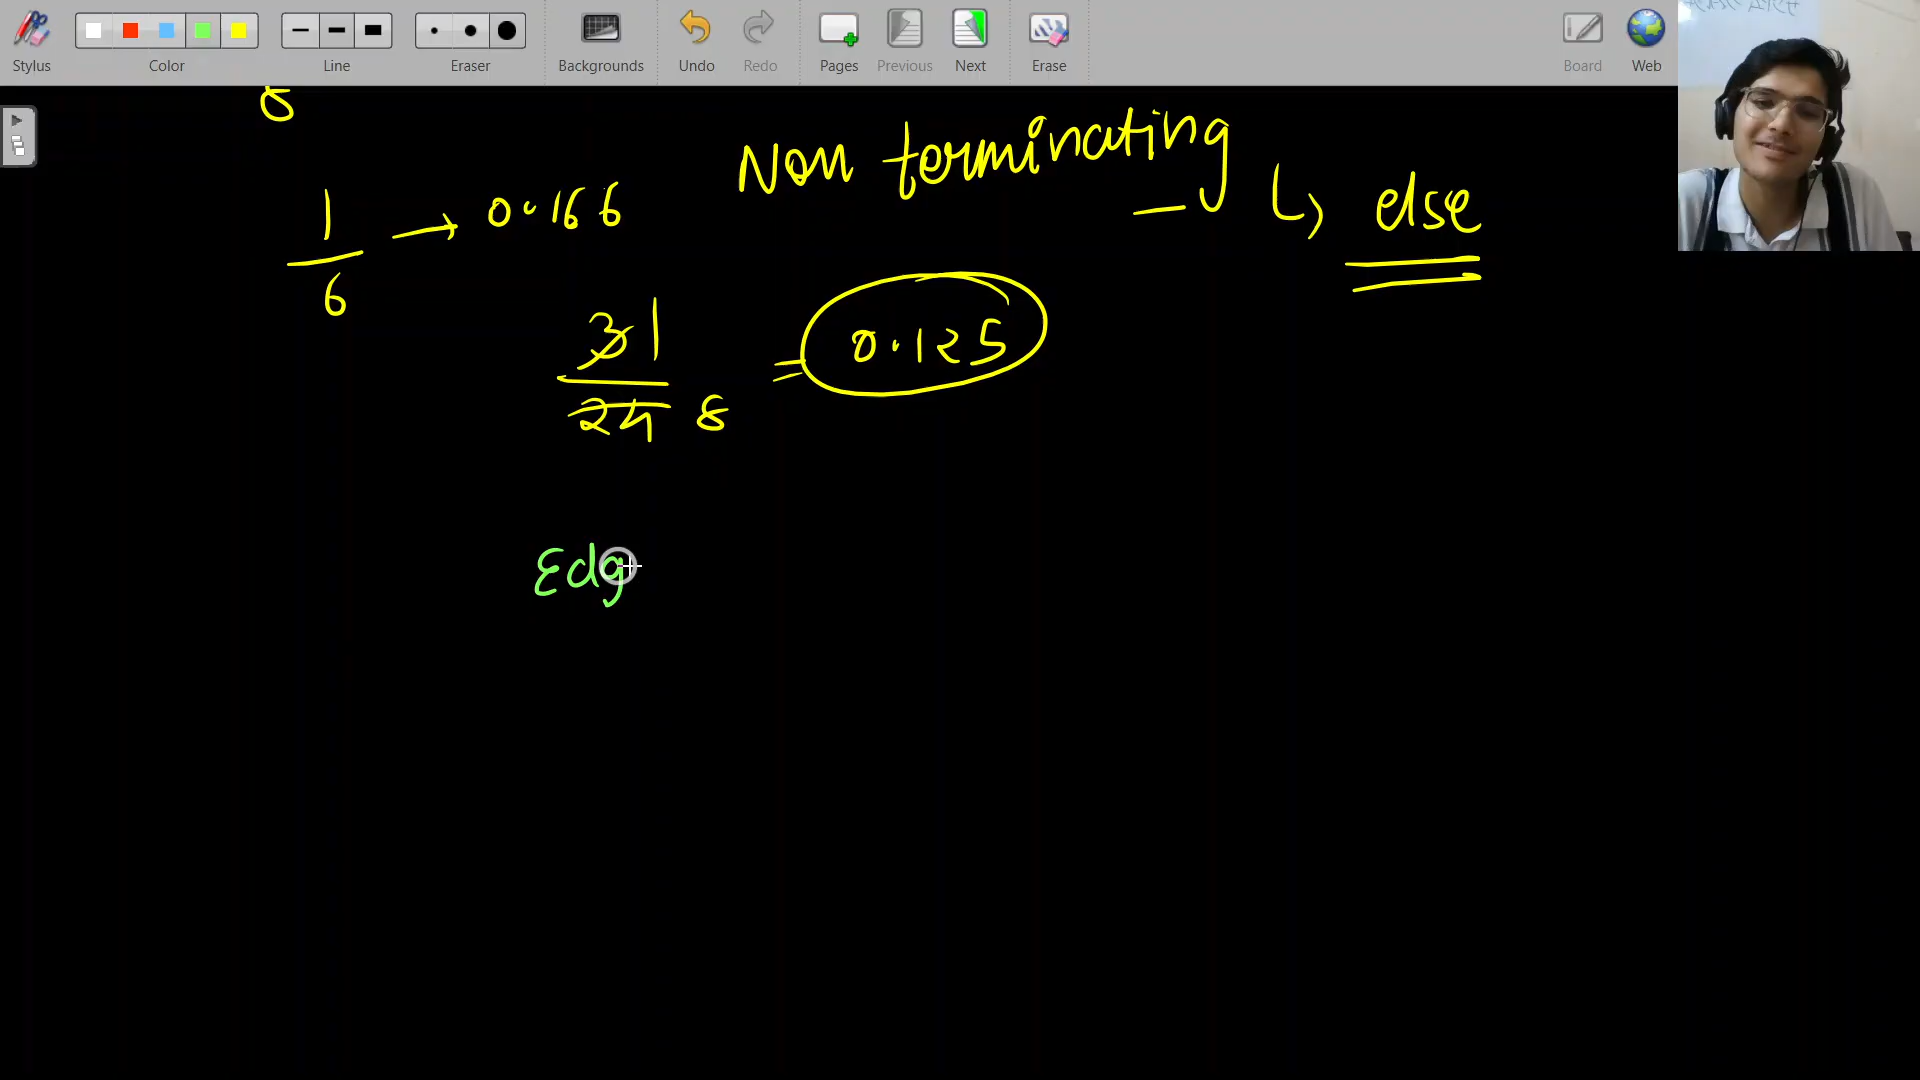 Stylus
Color
Line
Eraser
Backgrounds
Undo
Redo
Pages
Previous
Next
Erase
Board
Web
8
Non terminating
↳ else
1/6 → 0.166
3 1
24 8
= 0.125
Edg